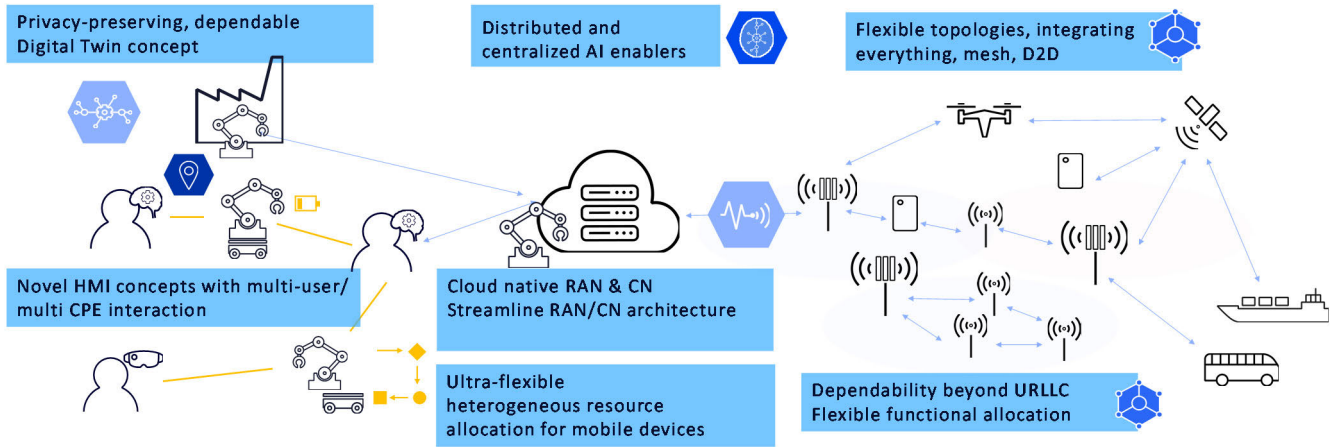 Privacy-preserving, dependable
Digital Twin concept
Distributed and
centralized AI enablers
Flexible topologies, integrating
everything, mesh, D2D
Novel HMI concepts with multi-user/
multi CPE interaction
Cloud native RAN & CN
Streamline RAN/CN architecture
Ultra-flexible
heterogeneous resource
allocation for mobile devices
Dependability beyond URLLC
Flexible functional allocation